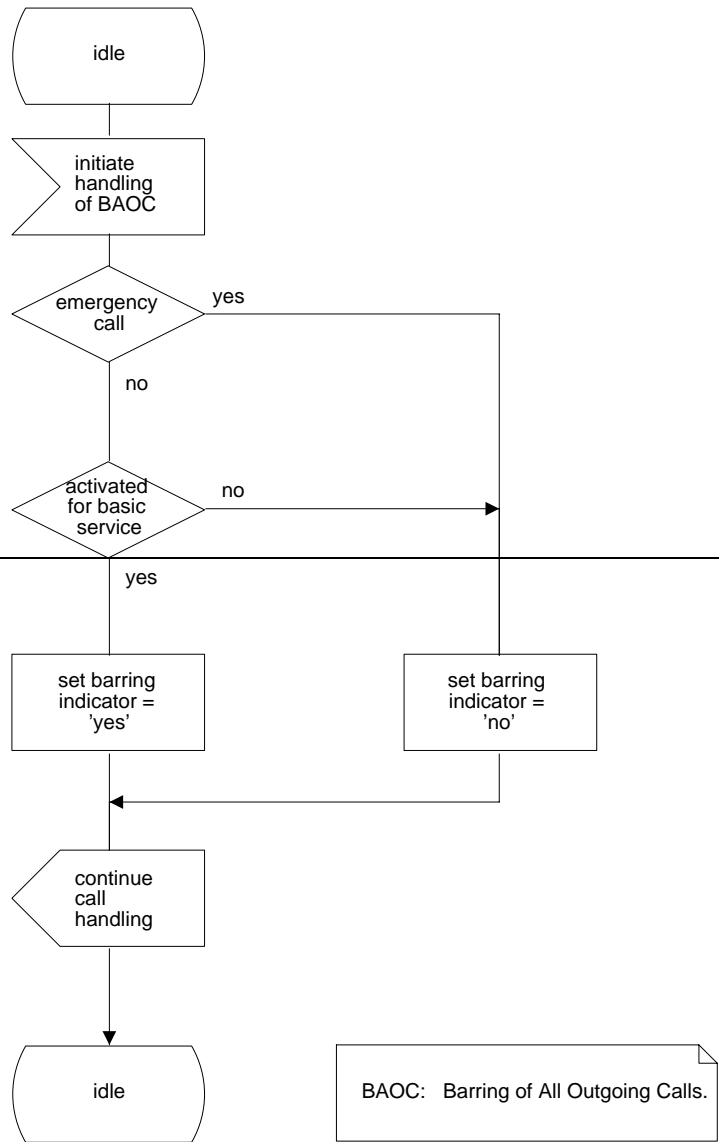 idle
initiate
handling
of BAOC
emergency
call
yes
no
activated
for basic
service
no
yes
set barring
indicator =
'yes'
set barring
indicator =
'no'
continue
call
handling
idle
BAOC: Barring of All Outgoing Calls.